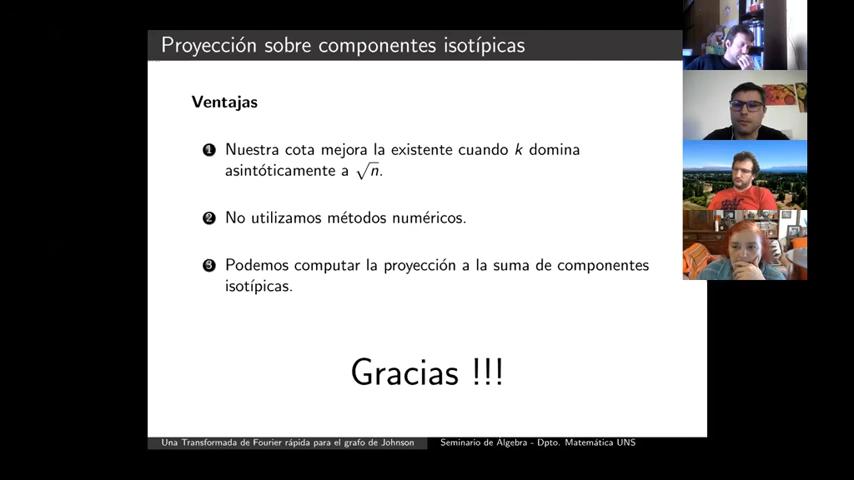 Proyección sobre componentes isotípicas
Ventajas
1 Nuestra cota mejora la existente cuando k domina
asintóticamente a √n.
2 No utilizamos métodos numéricos.
3 Podemos computar la proyección a la suma de componentes
isotípicas.
Gracias !!!
Una Transformada de Fourier rápida para el grafo de Johnson
Seminario de Álgebra - Dpto. Matemática UNS